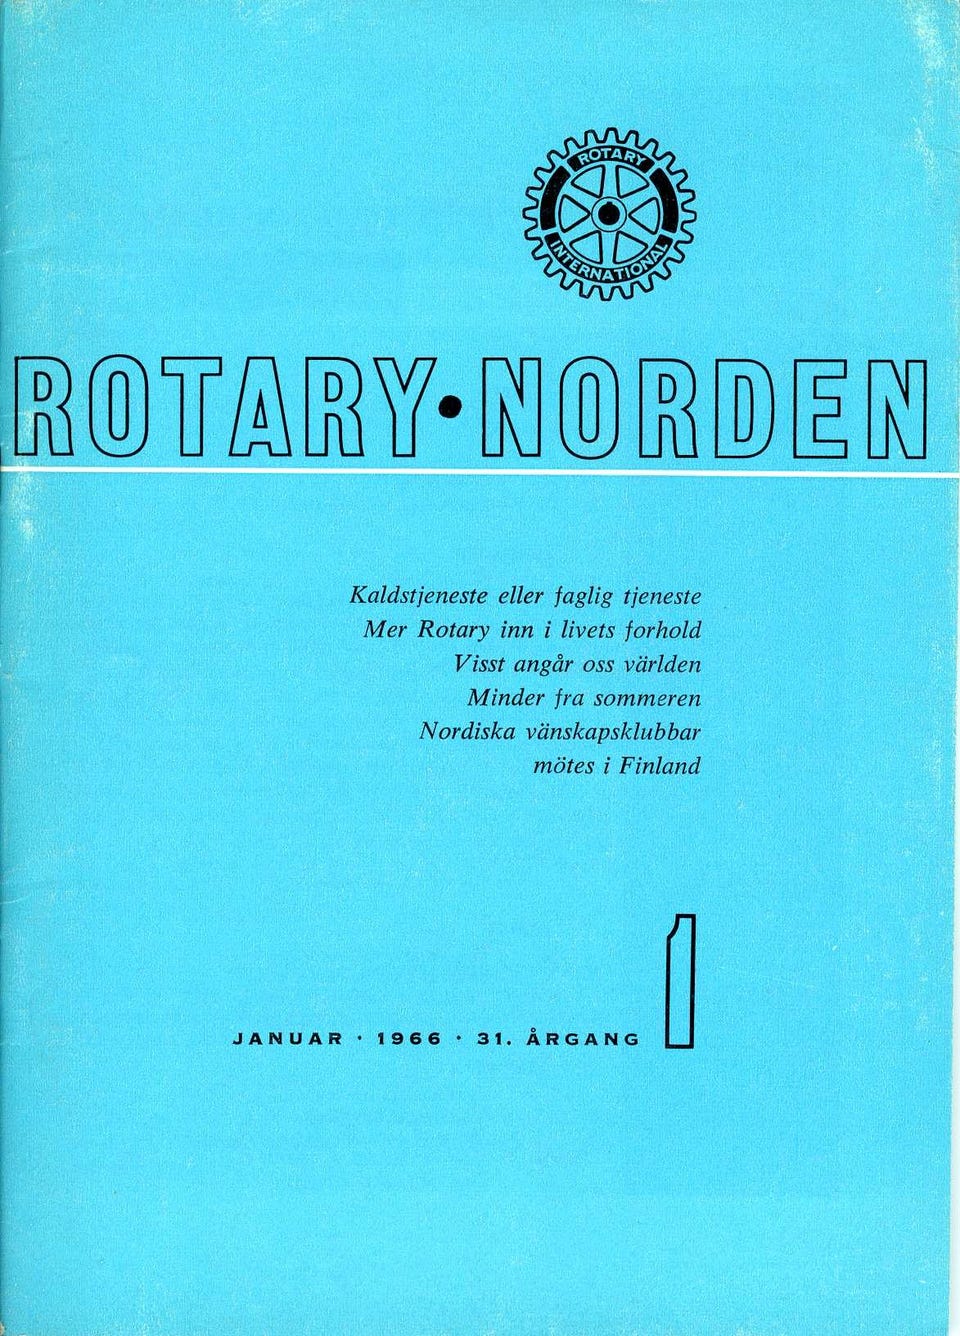 ROTARY
INTERNATIONAL
ROTARY • NORDEN
Kaldstjeneste eller faglig tjeneste
Mer Rotary inn i livets forhold
Visst angår oss världen
Minder fra sommeren
Nordiska vänskapsklubbar
mötes i Finland
JANUAR • 1966 • 31. ÅRGANG 1